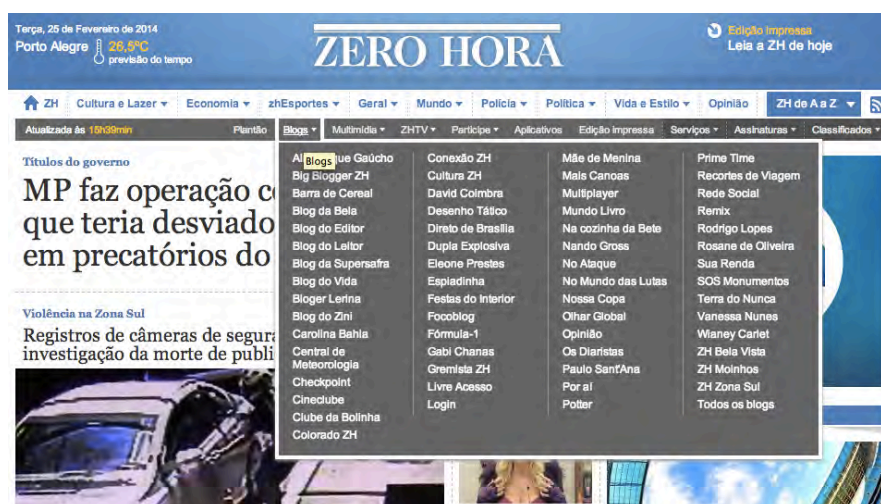 Terça, 25 de Fevereiro de 2014
Porto Alegre 26,5ºC
previsão do tempo
ZERO HORA
Edição Impressa
Leia a ZH de hoje
ZH Cultura e Lazer Economia zhEsportes Geral Mundo Polícia Política Vida e Estilo Opinião ZH de A a Z
Atualizada às 15h39min Plantão Blogs Multimídia ZHTV Participe Aplicativos Edição Impressa Serviços Assinaturas Classificados
Blogs
Títulos do governo
MP faz operação
que teria desviado
em precatórios do
Violência na Zona Sul
Registros de câmeras de
investigação da morte de
Gaúcho
Big Blogger ZH
Barra de Cereal
Blog da Bela
Blog do Editor
Blog do Leitor
Blog da Supersafra
Blog do Vida
Bloger Lerina
Blog do Zini
Carolina Bahia
Central de
Meteorologia
Checkpoint
Cineclube
Clube da Bolinha
Colorado ZH
Conexão ZH
Cultura ZH
David Coimbra
Desenho Tático
Direto de Brasília
Dupla Explosiva
Eleone Prestes
Espiadinha
Festas do Interior
Focoblog
Fórmula-1
Gabi Chanas
Gremista ZH
Livre Acesso
Login
Mãe de Menina
Mais Canoas
Multiplayer
Mundo Livro
Na cozinha da Bete
Nando Gross
No Ataque
No Mundo das Lutas
Nossa Copa
Olhar Global
Opinião
Os Diaristas
Paulo Sant'Ana
Por aí
Potter
Prime Time
Recortes de Viagem
Rede Social
Remix
Rodrigo Lopes
Rosane de Oliveira
Sua Renda
SOS Monumentos
Terra do Nunca
Vanessa Nunes
Wianey Carlet
ZH Bela Vista
ZH Moinhos
ZH Zona Sul
Todos os blogs